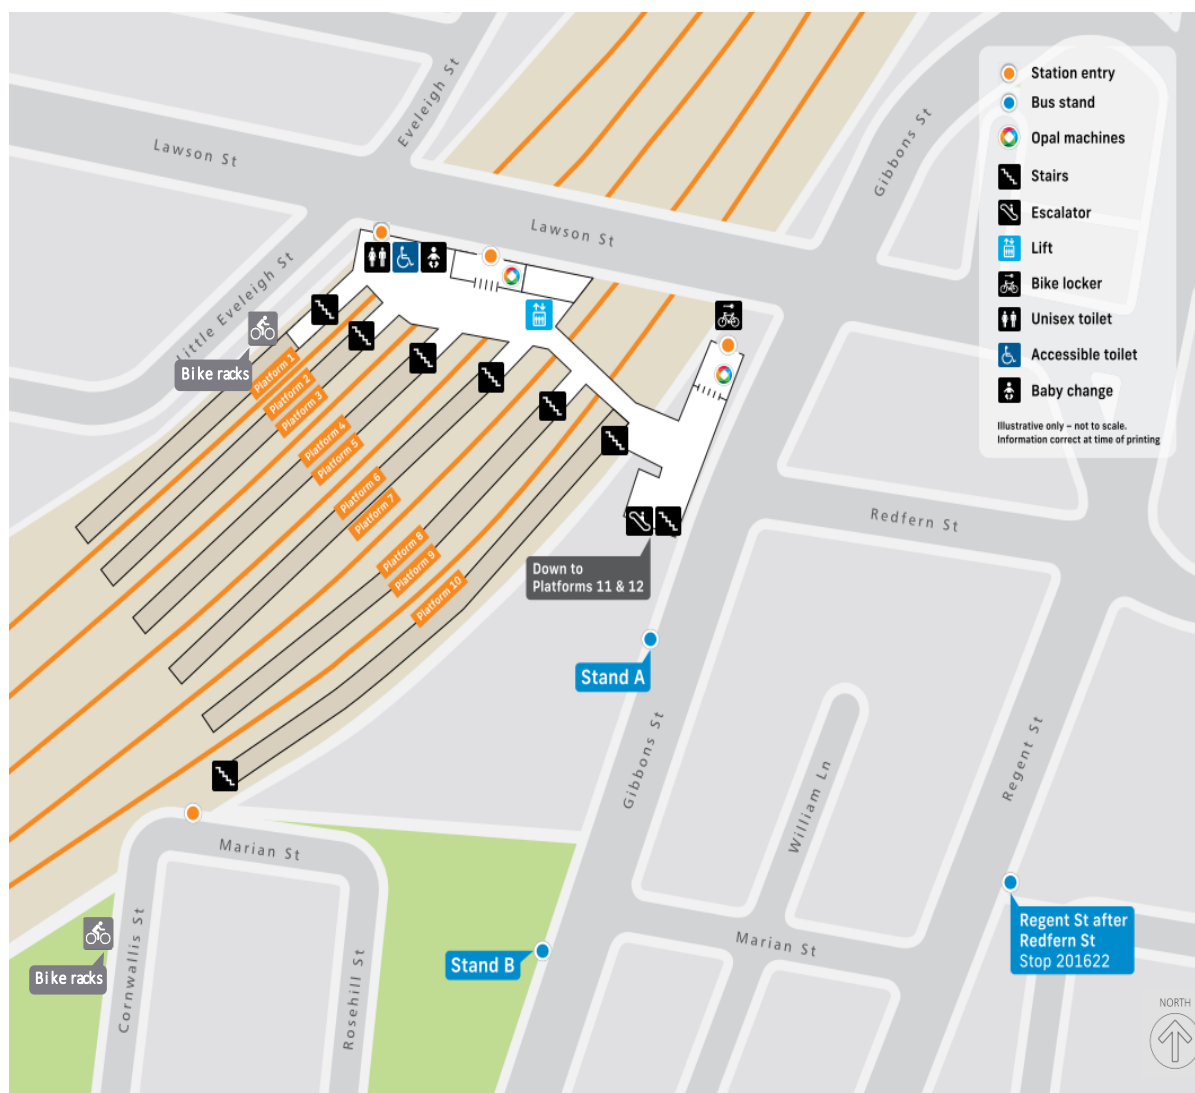 Eveleigh St
Lawson St
Gibbons St
Station entry
Bus stand
Opal machines
Stairs
Escalator
Lift
Bike locker
Unisex toilet
Accessible toilet
Baby change
Illustrative only – not to scale.
Information correct at time of printing
Lawson St
Little Eveleigh St
Bike racks
Platform 1
Platform 2
Platform 3
Platform 4
Platform 5
Platform 6
Platform 7
Platform 8
Platform 9
Platform 10
Redfern St
Down to
Platforms 11 & 12
Stand A
Gibbons St
William Ln
Regent St
Marian St
Regent St after
Redfern St
Stop 201622
Marian St
Stand B
Bike racks
Cornwallis St
Rosehill St
NORTH